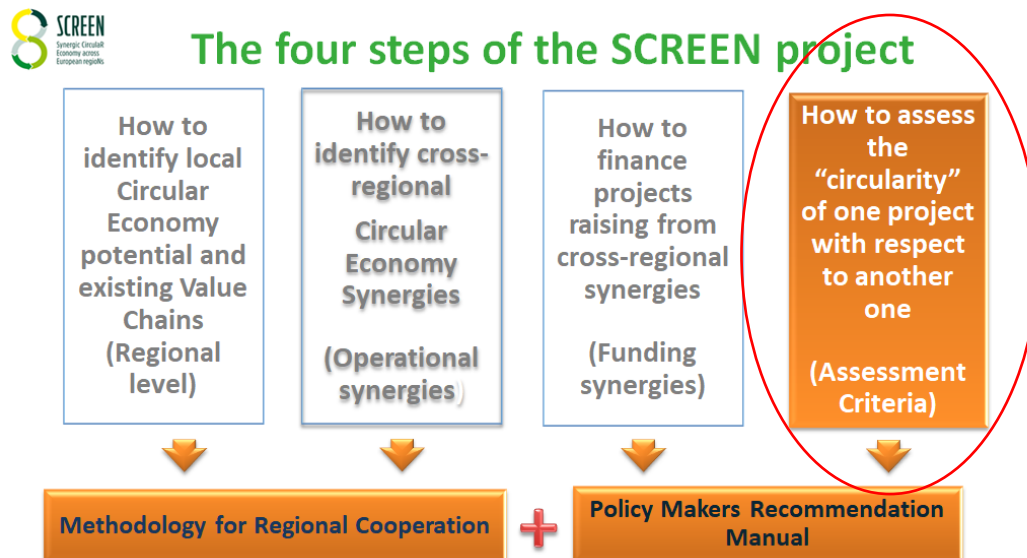 SCREEN
Synergic CirculaR
Economy across
European regioNs
The four steps of the SCREEN project
How to
identify local
Circular
Economy
potential and
existing Value
Chains
(Regional
level)
How to
identify cross-
regional
Circular
Economy
Synergies
(Operational
synergies)
How to
finance
projects
raising from
cross-regional
synergies
(Funding
synergies)
How to assess
the
“circularity”
of one project
with respect
to another
one
(Assessment
Criteria)
Methodology for Regional Cooperation
+
Policy Makers Recommendation
Manual